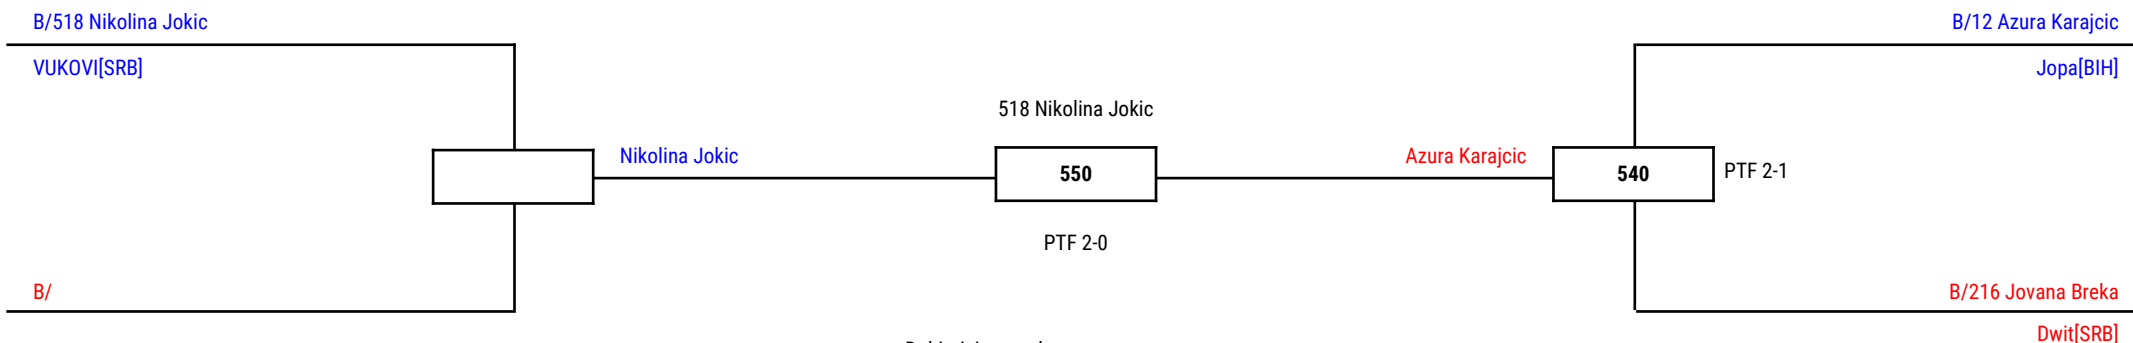 B/518 Nikolina Jokic
B/12 Azura Karajcic
VUKOVI[SRB]
Jopa[BIH]
518 Nikolina Jokic
Nikolina Jokic
550
Azura Karajcic
540
PTF 2-1
PTF 2-0
B/
B/216 Jovana Breka
Dwit[SRB]